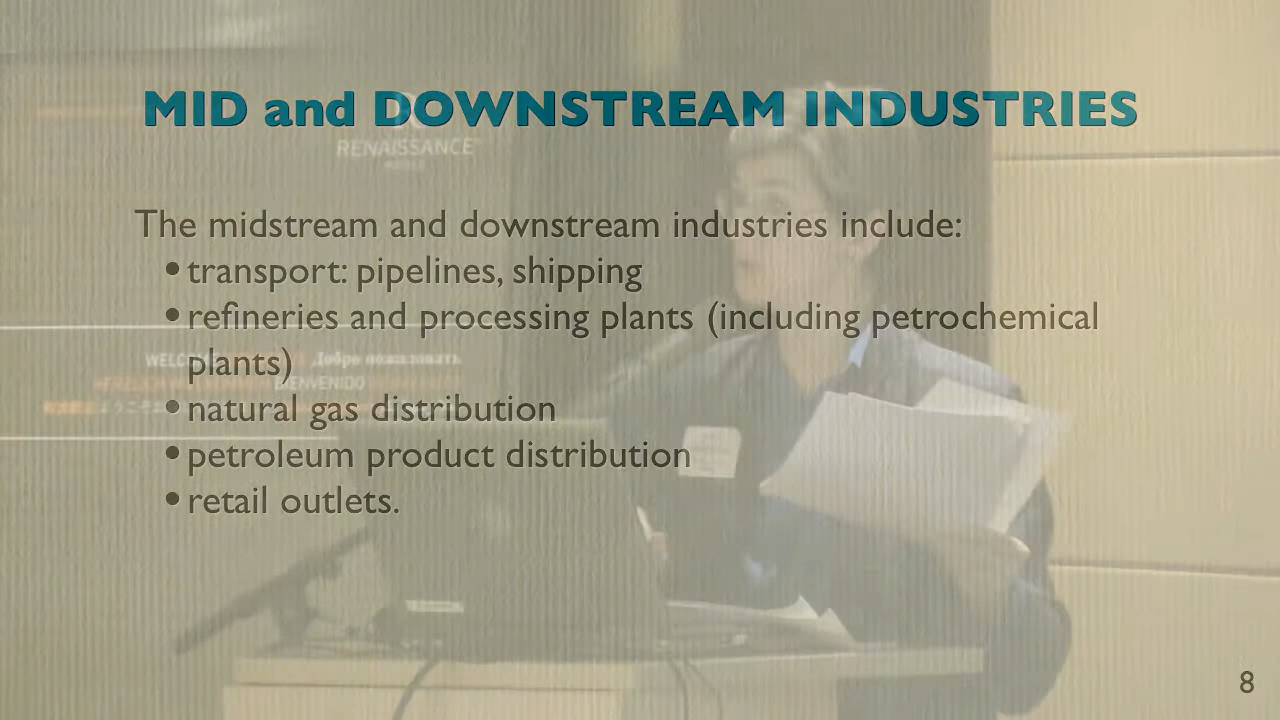 MID and DOWNSTREAM INDUSTRIES
RENAISSANCE
The midstream and downstream industries include:
•transport: pipelines, shipping
•refineries and processing plants (including petrochemical
plants)
•natural gas distribution
•petroleum product distribution
•retail outlets.
Добро пожаловать
BIENVENIDO
8